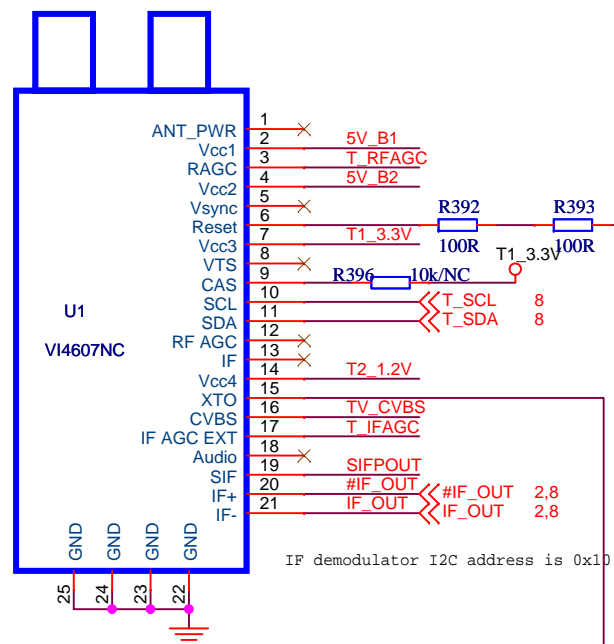 ANT_PWR 1
Vcc1 2 5V_B1
RAGC 3 T_RFAGC
Vcc2 4 5V_B2
Vsync 5
Reset 6 R392 100R R393 100R
Vcc3 7 T1_3.3V
VTS 8 T1_3.3V
CAS 9 R396 10k/NC
SCL 10 T_SCL 8
SDA 11 T_SDA 8
U1
RF AGC 12
VI4607NC
IF 13
Vcc4 14 T2_1.2V
XTO 15
CVBS 16 TV_CVBS
IF AGC EXT 17 T_IFAGC
Audio 18
SIF 19 SIFPOUT
IF+ 20 #IF_OUT #IF_OUT 2,8
IF- 21 IF_OUT IF_OUT 2,8
GND GND GND GND
IF demodulator I2C address is 0x10
25 24 23 22